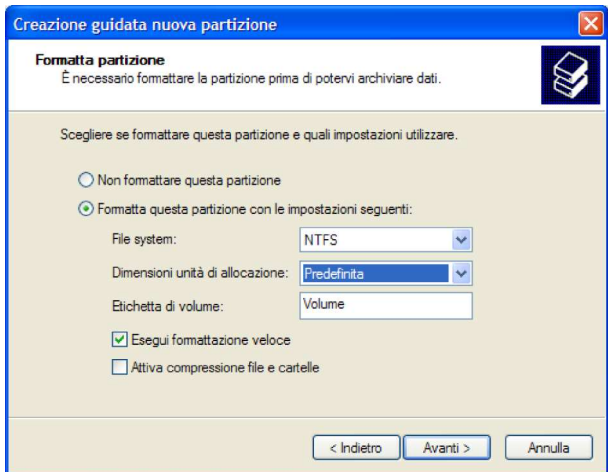 Creazione guidata nuova partizione
Formatta partizione
È necessario formattare la partizione prima di potervi archiviare dati.
Scegliere se formattare questa partizione e quali impostazioni utilizzare.
Non formattare questa partizione
Formatta questa partizione con le impostazioni seguenti:
File system: NTFS
Dimensioni unità di allocazione: Predefinita
Etichetta di volume: Volume
Esegui formattazione veloce
Attiva compressione file e cartelle
< Indietro Avanti > Annulla